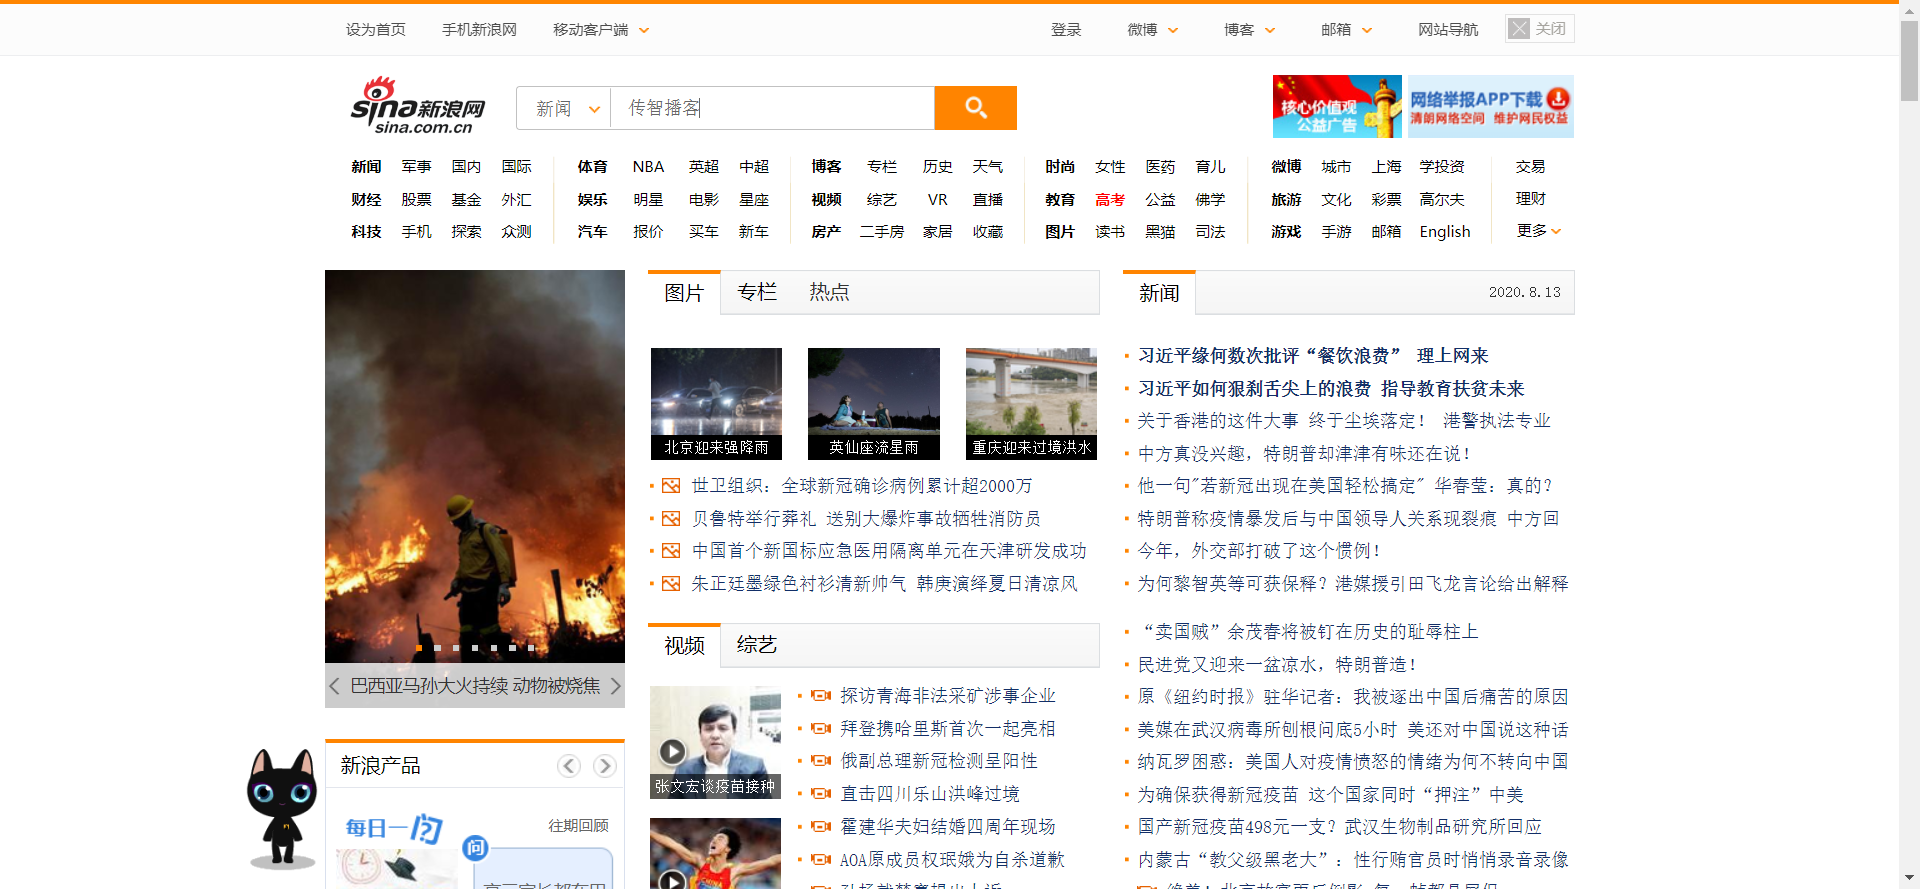 设为首页 手机新浪网 移动客户端 登录 微博 博客 邮箱 网站导航 关闭
sina新浪网
sina.com.cn
新闻 传智播客
核心价值观
公益广告
网络举报APP下载
清朗网络空间 维护网民权益
新闻 军事 国内 国际 体育 NBA 英超 中超 博客 专栏 历史 天气 时尚 女性 医药 育儿 微博 城市 上海 学投资 交易
财经 股票 基金 外汇 娱乐 明星 电影 星座 视频 综艺 VR 直播 教育 高考 公益 佛学 旅游 文化 彩票 高尔夫 理财
科技 手机 探索 众测 汽车 报价 买车 新车 房产 二手房 家居 收藏 图片 读书 黑猫 司法 游戏 手游 邮箱 English 更多
巴西亚马孙大火持续 动物被烧焦
新浪产品
每日一问
往期回顾
问
图片 专栏 热点
北京迎来强降雨
英仙座流星雨
重庆迎来过境洪水
世卫组织：全球新冠确诊病例累计超2000万
贝鲁特举行葬礼 送别大爆炸事故牺牲消防员
中国首个新国标应急医用隔离单元在天津研发成功
朱正廷墨绿色衬衫清新帅气 韩庚演绎夏日清凉风
视频 综艺
张文宏谈疫苗接种
探访青海非法采矿涉事企业
拜登携哈里斯首次一起亮相
俄副总理新冠检测呈阳性
直击四川乐山洪峰过境
霍建华夫妇结婚四周年现场
AOA原成员权珉娥为自杀道歉
新闻 2020.8.13
习近平缘何数次批评“餐饮浪费” 理上网来
习近平如何狠刹舌尖上的浪费 指导教育扶贫未来
关于香港的这件大事 终于尘埃落定！ 港警执法专业
中方真没兴趣，特朗普却津津有味还在说！
他一句"若新冠出现在美国轻松搞定" 华春莹：真的？
特朗普称疫情暴发后与中国领导人关系现裂痕 中方回
今年，外交部打破了这个惯例！
为何黎智英等可获保释？港媒援引田飞龙言论给出解释
“卖国贼”余茂春将被钉在历史的耻辱柱上
民进党又迎来一盆凉水，特朗普造！
原《纽约时报》驻华记者：我被逐出中国后痛苦的原因
美媒在武汉病毒所刨根问底5小时 美还对中国说这种话
纳瓦罗困惑：美国人对疫情愤怒的情绪为何不转向中国
为确保获得新冠疫苗 这个国家同时“押注”中美
国产新冠疫苗498元一支？武汉生物制品研究所回应
内蒙古“教父级黑老大”：性行贿官员时悄悄录音录像